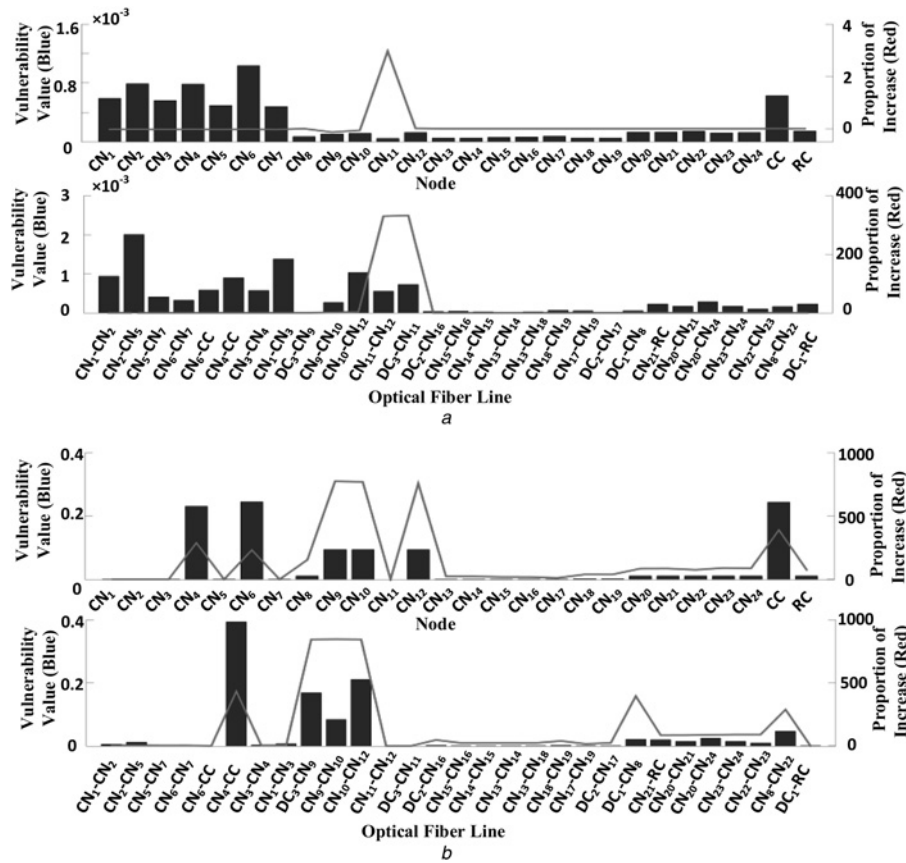 ×10⁻³
Vulnerability Value (Blue)
1.6
0.8
0
Proportion of Increase (Red)
4
2
0
CN₁ CN₂ CN₃ CN₄ CN₅ CN₆ CN₇ CN₈ CN₉ CN₁₀ CN₁₁ CN₁₂ CN₁₃ CN₁₄ CN₁₅ CN₁₆ CN₁₇ CN₁₈ CN₁₉ CN₂₀ CN₂₁ CN₂₂ CN₂₃ CN₂₄ CC RC
Node
×10⁻³
Vulnerability Value (Blue)
3
2
1
0
Proportion of Increase (Red)
400
200
0
CN₁-CN₂ CN₂-CN₅ CN₅-CN₇ CN₆-CN₇ CN₆-CC CN₄-CC CN₃-CN₄ CN₁-CN₃ DC₃-CN₉ CN₉-CN₁₀ CN₁₀-CN₁₂ CN₁₁-CN₁₂ DC₃-CN₁₁ DC₂-CN₁₆ CN₁₅-CN₁₆ CN₁₄-CN₁₅ CN₁₃-CN₁₄ CN₁₃-CN₁₈ CN₁₈-CN₁₉ CN₁₇-CN₁₉ DC₂-CN₁₇ DC₁-CN₈ CN₂₁-RC CN₂₀-CN₂₁ CN₂₀-CN₂₄ CN₂₃-CN₂₄ CN₂₂-CN₂₃ CN₈-CN₂₂ DC₁-RC
Optical Fiber Line
a
Vulnerability Value (Blue)
0.4
0.2
0
Proportion of Increase (Red)
1000
500
0
CN₁ CN₂ CN₃ CN₄ CN₅ CN₆ CN₇ CN₈ CN₉ CN₁₀ CN₁₁ CN₁₂ CN₁₃ CN₁₄ CN₁₅ CN₁₆ CN₁₇ CN₁₈ CN₁₉ CN₂₀ CN₂₁ CN₂₂ CN₂₃ CN₂₄ CC RC
Node
Vulnerability Value (Blue)
0.4
0.2
0
Proportion of Increase (Red)
1000
500
0
CN₁-CN₂ CN₂-CN₅ CN₅-CN₇ CN₆-CN₇ CN₆-CC CN₄-CC CN₃-CN₄ CN₁-CN₃ DC₃-CN₉ CN₉-CN₁₀ CN₁₀-CN₁₂ CN₁₁-CN₁₂ DC₃-CN₁₁ DC₂-CN₁₆ CN₁₅-CN₁₆ CN₁₄-CN₁₅ CN₁₃-CN₁₄ CN₁₃-CN₁₈ CN₁₈-CN₁₉ CN₁₇-CN₁₉ DC₂-CN₁₇ DC₁-CN₈ CN₂₁-RC CN₂₀-CN₂₁ CN₂₀-CN₂₄ CN₂₃-CN₂₄ CN₂₂-CN₂₃ CN₈-CN₂₂ DC₁-RC
Optical Fiber Line
b